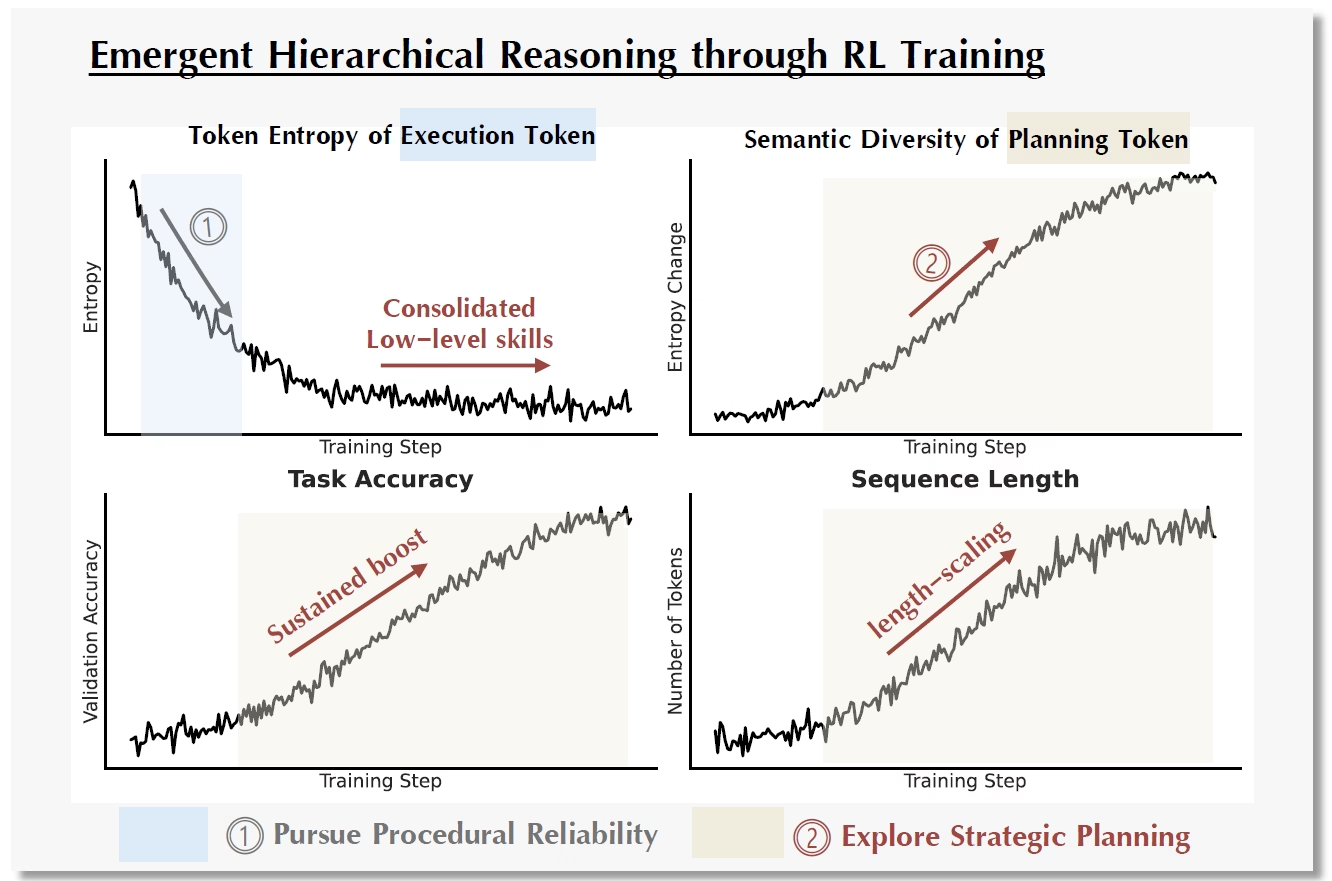 Emergent Hierarchical Reasoning through RL Training
Token Entropy of Execution Token
Entropy
①
Consolidated
Low-level skills
Training Step
Semantic Diversity of Planning Token
Entropy Change
②
Training Step
Task Accuracy
Validation Accuracy
Sustained boost
Training Step
Sequence Length
Number of Tokens
length-scaling
Training Step
① Pursue Procedural Reliability
② Explore Strategic Planning